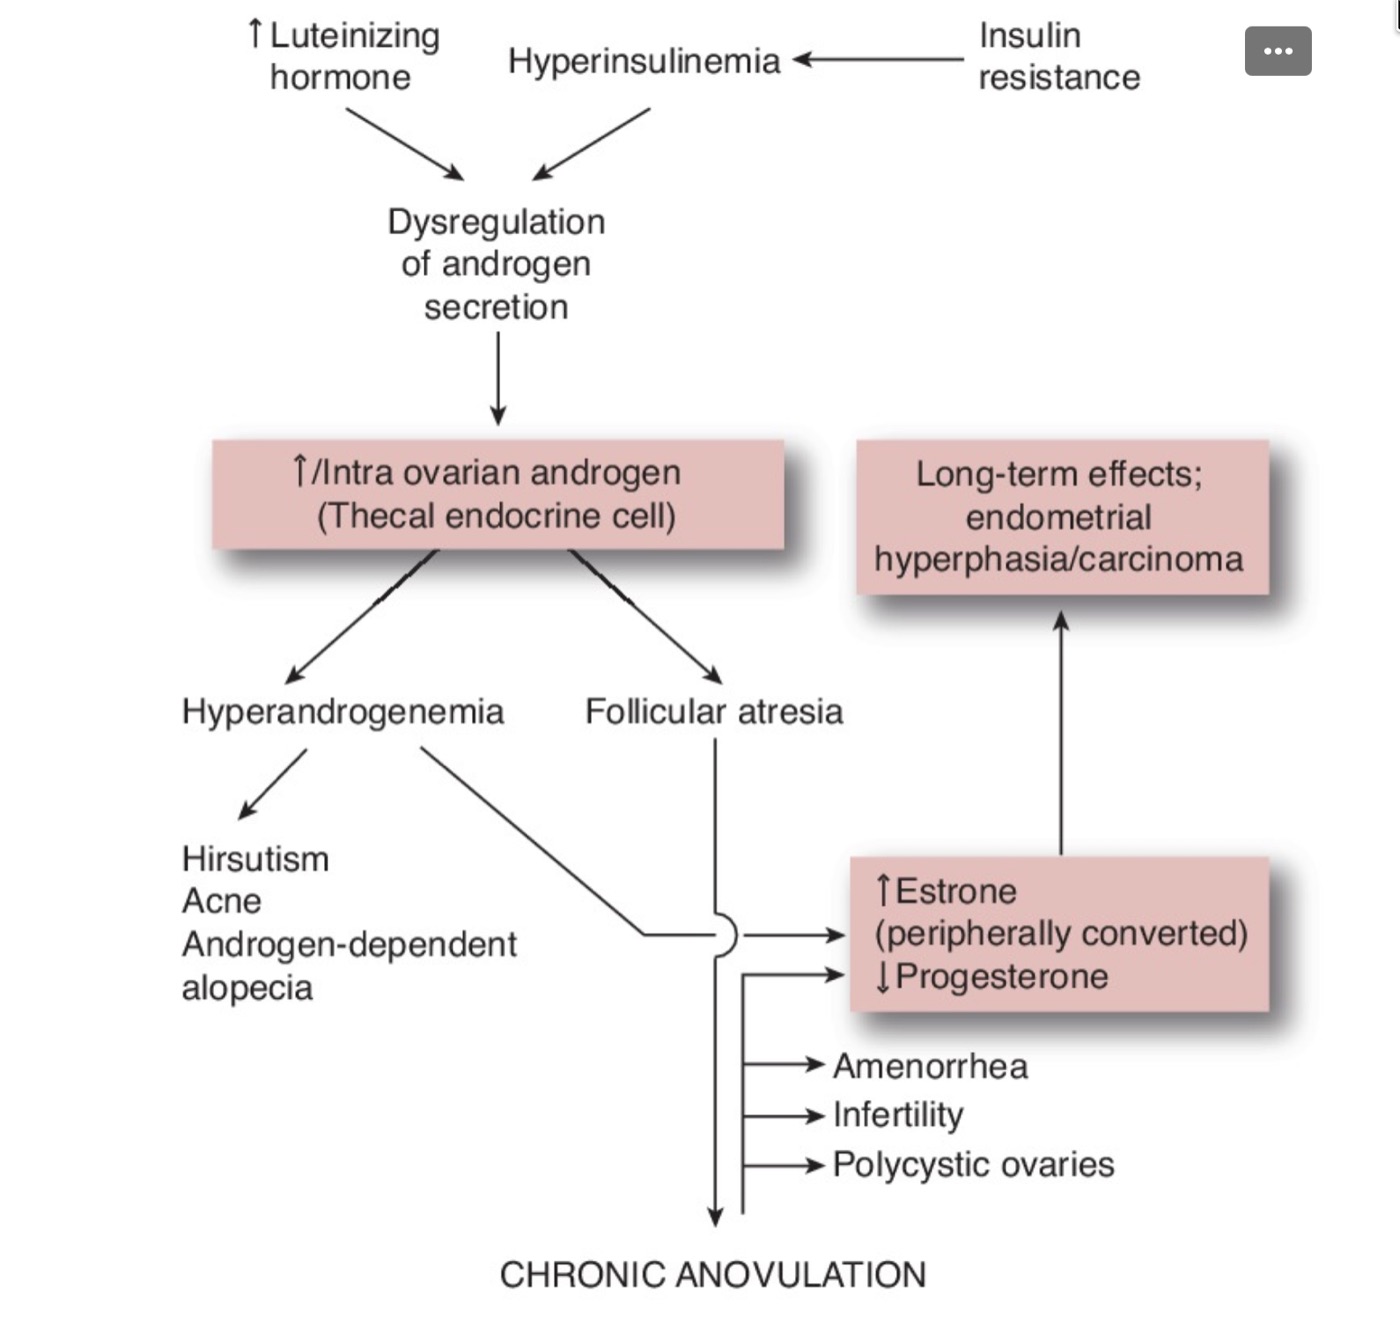 ↑Luteinizing
hormone
Hyperinsulinemia
Insulin
resistance
Dysregulation
of androgen
secretion
↑/Intra ovarian androgen
(Thecal endocrine cell)
Long-term effects;
endometrial
hyperphasia/carcinoma
Hyperandrogenemia
Follicular atresia
Hirsutism
Acne
Androgen-dependent
alopecia
↑Estrone
(peripherally converted)
↓Progesterone
Amenorrhea
Infertility
Polycystic ovaries
CHRONIC ANOVULATION